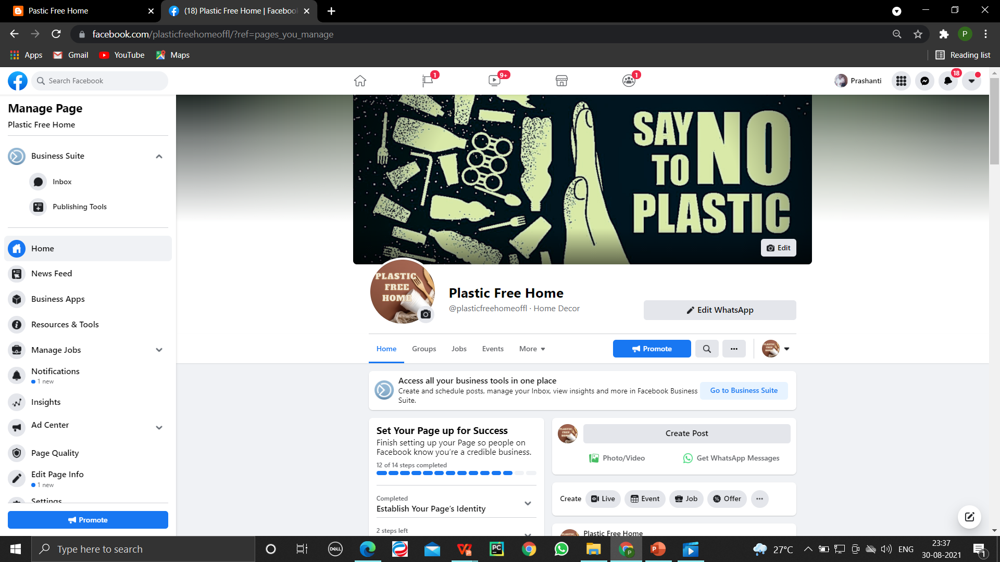 Pastic Free Home
(18) Plastic Free Home | Facebook
facebook.com/plasticfreehomeoffl/?ref=pages_you_manage
P
Apps
Gmail
YouTube
Maps
Reading list
Search Facebook
1
9+
1
Prashanti
18
Manage Page
Plastic Free Home
Business Suite
Inbox
Publishing Tools
Home
News Feed
Business Apps
Resources & Tools
Manage Jobs
Notifications
1 new
Insights
Ad Center
Page Quality
Edit Page Info
1 new
Settings
Promote
SAY NO
TO
PLASTIC
Edit
PLASTIC
FREE
HOME
Plastic Free Home
@plasticfreehomeoffl · Home Decor
Edit WhatsApp
Home
Groups
Jobs
Events
More
Promote
Access all your business tools in one place
Create and schedule posts, manage your Inbox, view insights and more in Facebook Business
Suite.
Go to Business Suite
Set Your Page up for Success
Finish setting up your Page so people on
Facebook know you’re a credible business.
12 of 14 steps completed
Completed
Establish Your Page’s Identity
2 steps left
Create Post
Photo/Video
Get WhatsApp Messages
Create
Live
Event
Job
Offer
Plastic Free Home
Type here to search
DELL
PC
P
27°C
ENG
23:37
30-08-2021
1